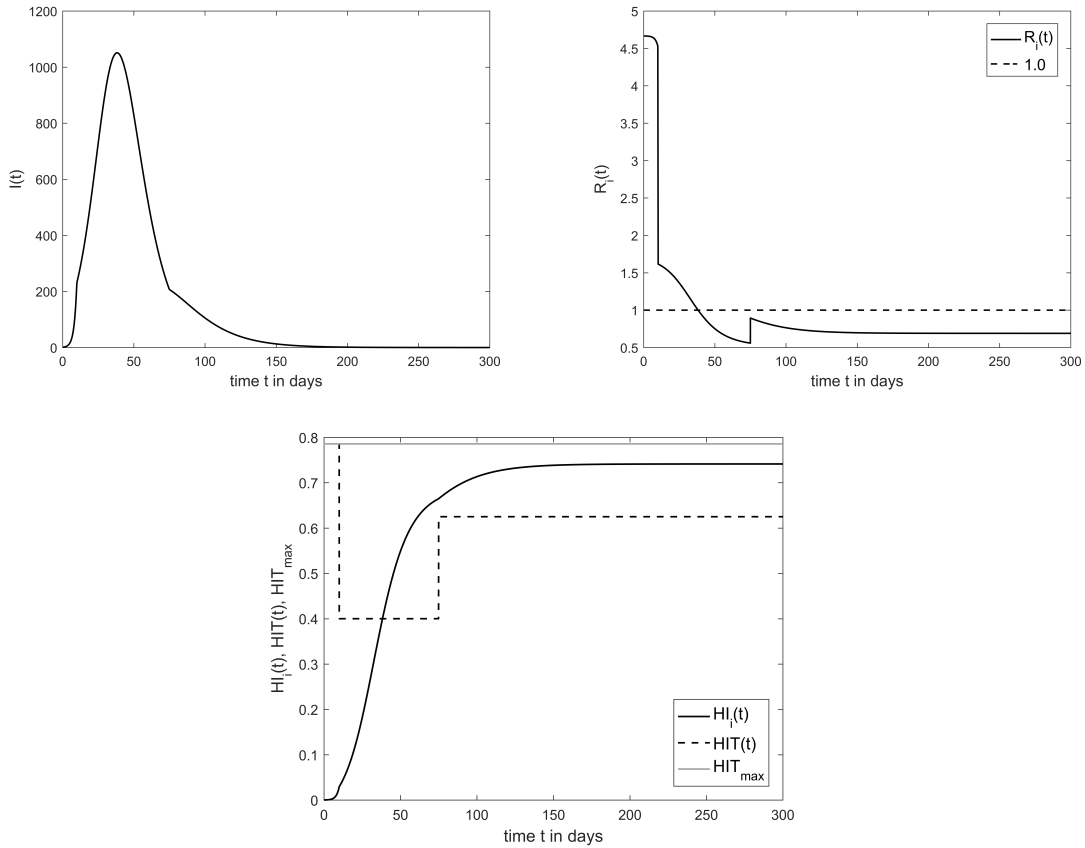 1200
1000
800
600
400
200
0
I(t)
0 50 100 150 200 250 300
time t in days
5
4.5
4
3.5
3
2.5
2
1.5
1
0.5
R_i(t)
R_i(t)
1.0
0 50 100 150 200 250 300
time t in days
0.8
0.7
0.6
0.5
0.4
0.3
0.2
0.1
0
HI_i(t), HIT(t), HIT_max
HI_i(t)
HIT(t)
HIT_max
0 50 100 150 200 250 300
time t in days